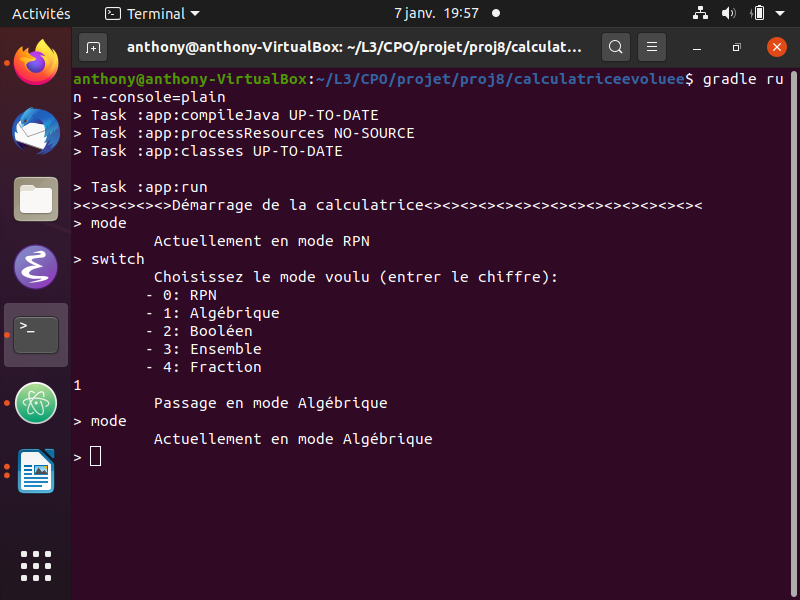 Activités
Terminal
7 janv. 19:57
anthony@anthony-VirtualBox: ~/L3/CPO/projet/proj8/calculat...
anthony@anthony-VirtualBox:~/L3/CPO/projet/proj8/calculatriceevoluee$ gradle ru
n --console=plain
> Task :app:compileJava UP-TO-DATE
> Task :app:processResources NO-SOURCE
> Task :app:classes UP-TO-DATE
> Task :app:run
><><><><><>Démarrage de la calculatrice<><><><><><><><><><><><><><><><
> mode
Actuellement en mode RPN
> switch
Choisissez le mode voulu (entrer le chiffre):
- 0: RPN
- 1: Algébrique
- 2: Booléen
- 3: Ensemble
- 4: Fraction
1
Passage en mode Algébrique
> mode
Actuellement en mode Algébrique
>